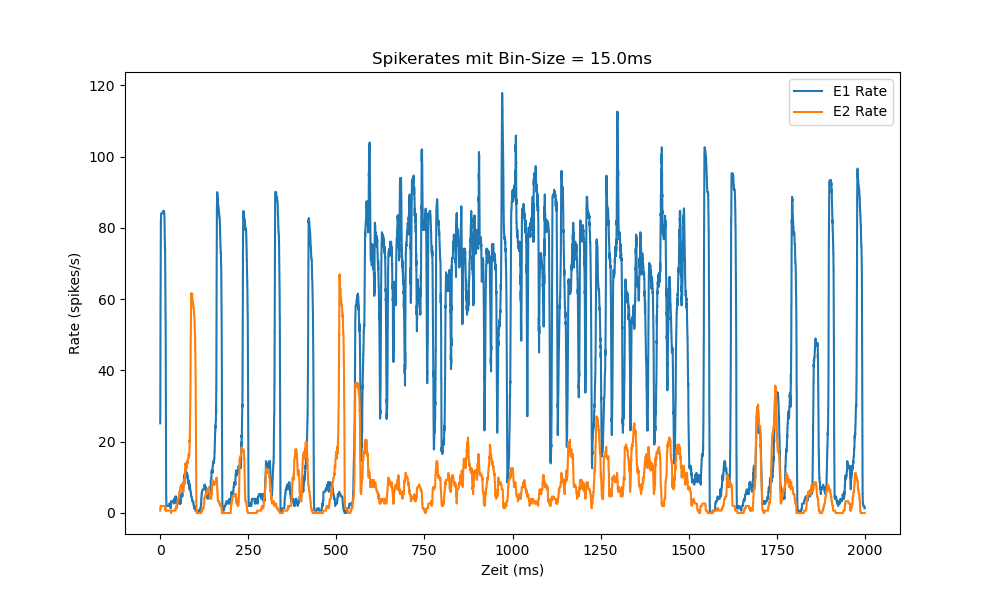 Spikerates mit Bin-Size = 15.0ms
E1 Rate
E2 Rate
120
100
80
60
40
20
0
Rate (spikes/s)
0 250 500 750 1000 1250 1500 1750 2000
Zeit (ms)